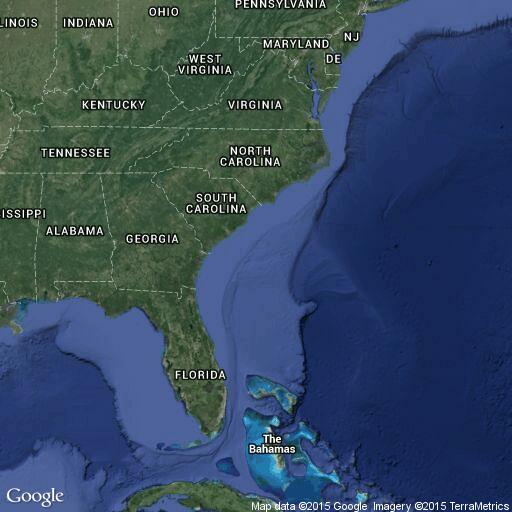 PENNSYLVANIA
OHIO
ILINOIS
INDIANA
MARYLAND
NJ
DE
WEST
VIRGINIA
KENTUCKY
VIRGINIA
TENNESSEE
NORTH
CAROLINA
SOUTH
CAROLINA
ISSIPPI
ALABAMA
GEORGIA
FLORIDA
The
Bahamas
Google
Map data ©2015 Google Imagery ©2015 TerraMetrics